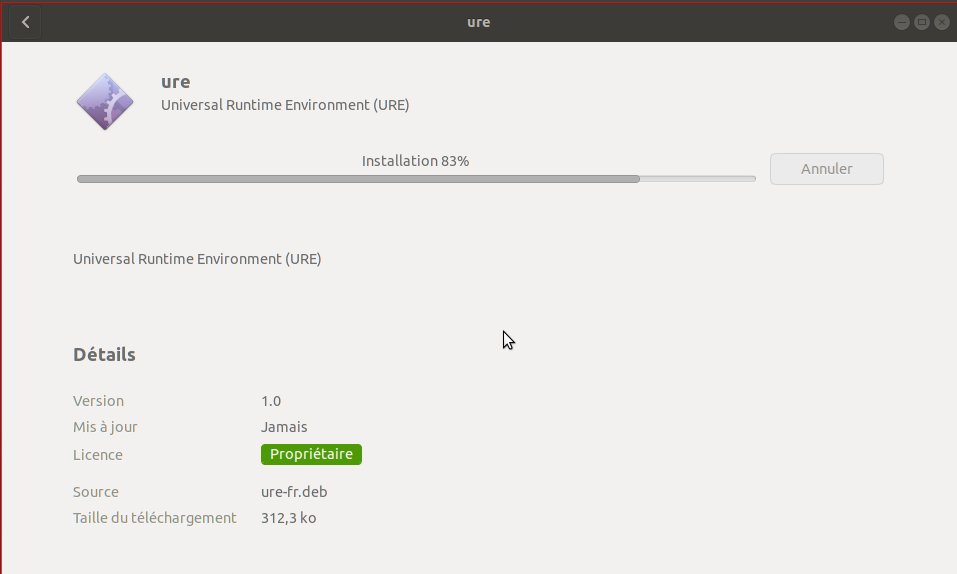 ure
ure
Universal Runtime Environment (URE)
Installation 83%
Annuler
Universal Runtime Environment (URE)
Détails
Version 1.0
Mis à jour Jamais
Licence Propriétaire
Source ure-fr.deb
Taille du téléchargement 312,3 ko